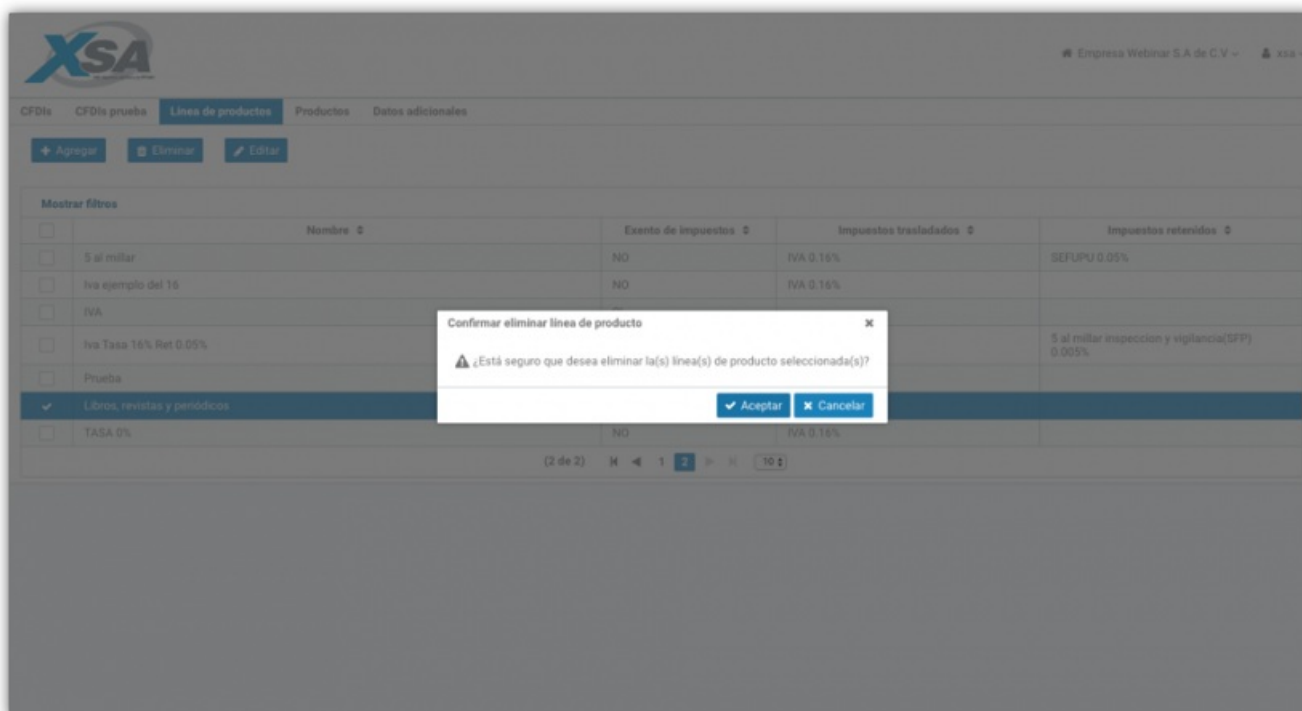 XSA
Empresa Webinar S.A de C.V
xsa
CFDIs CFDIs prueba Línea de productos Productos Datos adicionales
Agregar Eliminar Editar
Mostrar filtros
Nombre Exento de impuestos Impuestos trasladados Impuestos retenidos
5 al millar NO IVA 0.16% SEFUPU 0.05%
Iva ejemplo del 16 NO IVA 0.16%
IVA
Iva Tasa 16% Ret 0.05% 5 al millar inspeccion y vigilancia(SFP) 0.005%
Prueba
Libros, revistas y periódicos
TASA 0% NO IVA 0.16%
(2 de 2) 1 2 10
Confirmar eliminar línea de producto
¿Está seguro que desea eliminar la(s) línea(s) de producto seleccionada(s)?
Aceptar Cancelar